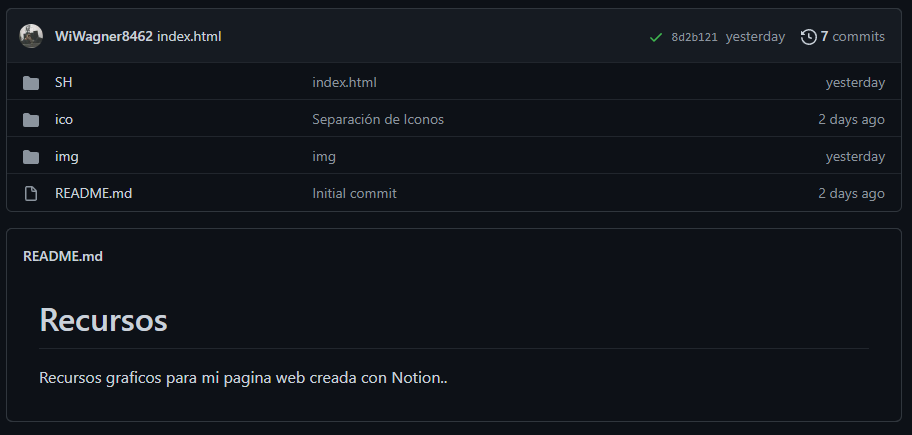 WiWagner8462 index.html 8d2b121 yesterday 7 commits
SH index.html yesterday
ico Separación de Iconos 2 days ago
img img yesterday
README.md Initial commit 2 days ago
README.md
Recursos
Recursos graficos para mi pagina web creada con Notion..